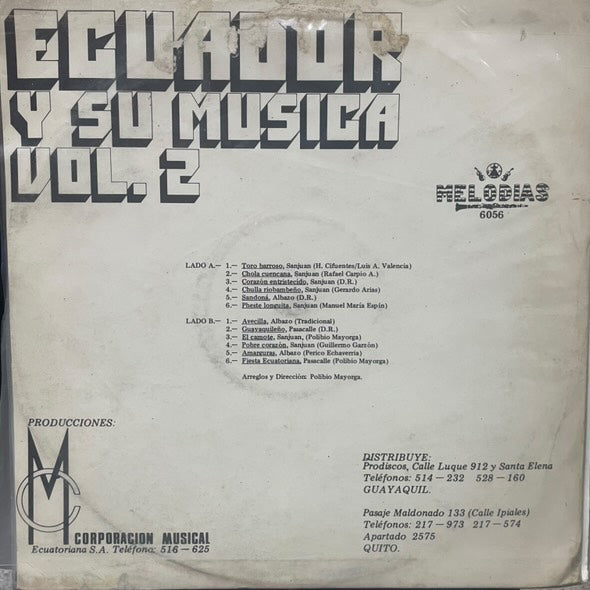 ECUADOR
Y SU MUSICA
VOL. 2
MELODIAS
6056
LADO A.— 1.— Toro barroso, Sanjuan (H. Cifuentes/Luis A. Valencia)
2.— Chola cuencana, Sanjuan (Rafael Carpio A.)
3.— Corazón entristecido, Sanjuan (D.R.)
4.— Chulla riobambeño, Sanjuan (Gerardo Arias)
5.— Sandoná, Albazo (D.R.)
6.— Pheste longuita, Sanjuan (Manuel María Espín)
LADO B.— 1.— Avecilla, Albazo (Tradicional)
2.— Guayaquileño, Pasacalle (D.R.)
3.— El camote, Sanjuan, (Polibio Mayorga)
4.— Pobre corazón, Sanjuan (Guillermo Garzón)
5.— Amarguras, Albazo (Perico Echeverría)
6.— Fiesta Ecuatoriana, Pasacalle (Polibio Mayorga)
Arreglos y Dirección: Polibio Mayorga.
PRODUCCIONES:
MC
CORPORACION MUSICAL
Ecuatoriana S.A. Teléfono: 516 — 625
DISTRIBUYE:
Prodiscos, Calle Luque 912 y Santa Elena
Teléfonos: 514 — 232 528 — 160
GUAYAQUIL.
Pasaje Maldonado 133 (Calle Ipiales)
Teléfonos: 217 — 973 217 — 574
Apartado 2575
QUITO.